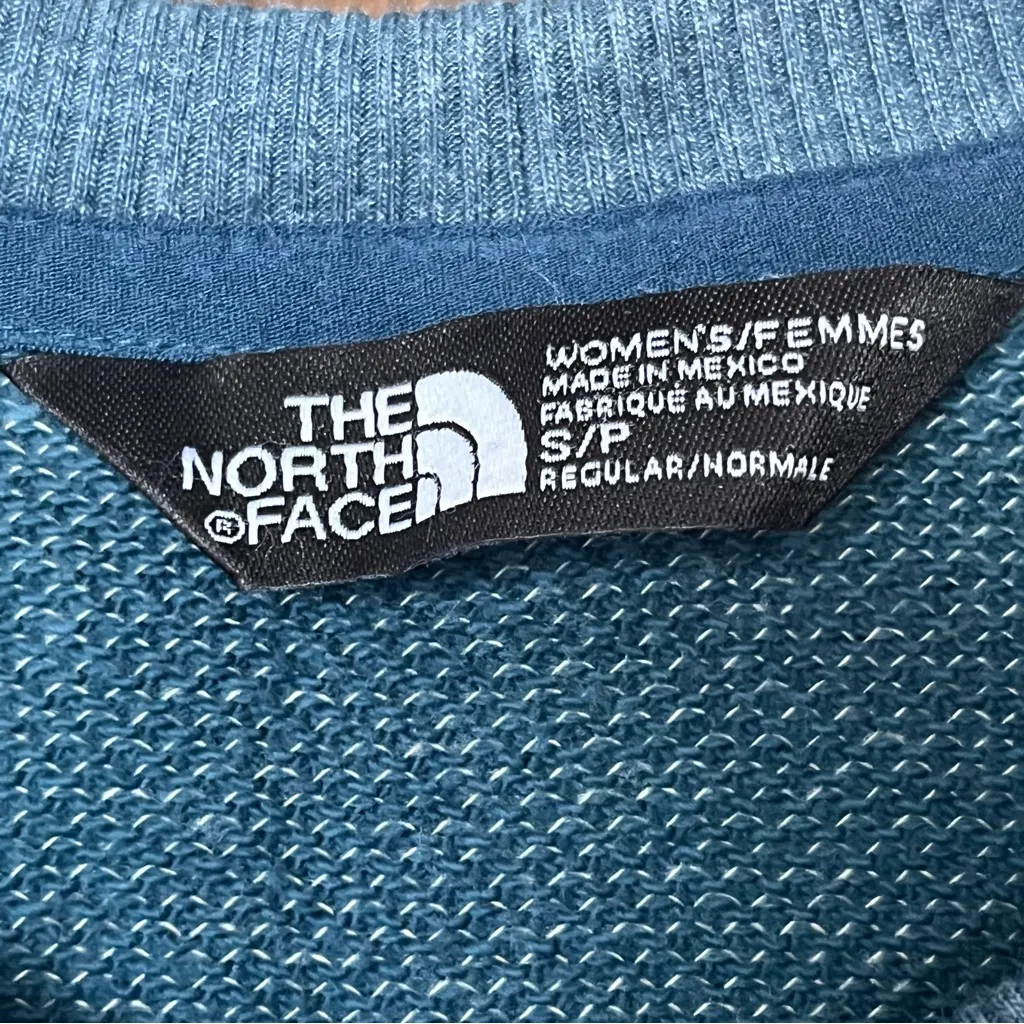 THE
NORTH
®FACE
WOMEN'S/FEMMES
MADE IN MEXICO
FABRIQUÉ AU MEXIQUE
S/P
REGULAR/NORMALE